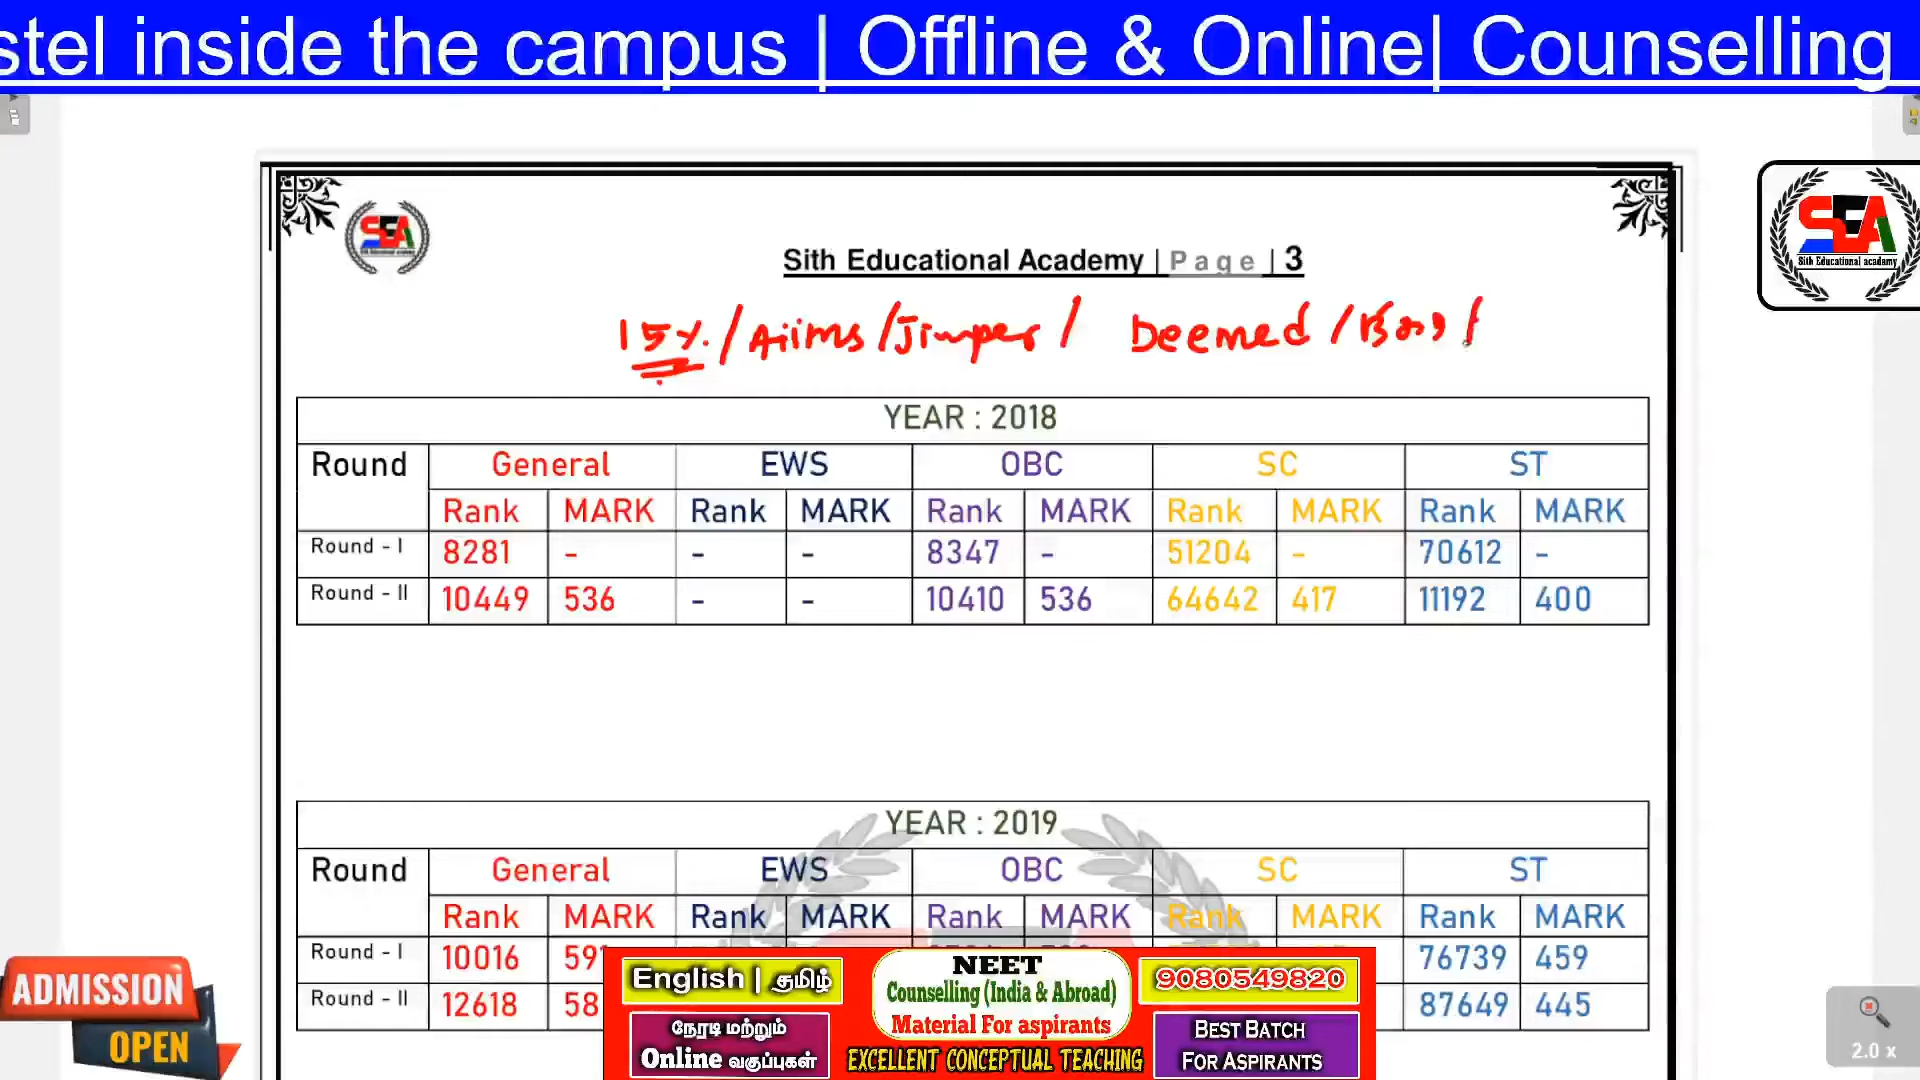 stel inside the campus | Offline & Online| Counselling
SEA
Sith Educational academy
Sith Educational Academy | Page | 3
15%. / Aiims / Jimper / Deemed /
YEAR : 2018
Round General EWS OBC SC ST
Rank MARK Rank MARK Rank MARK Rank MARK Rank MARK
Round - I 8281 - - - 8347 - 51204 - 70612 -
Round - II 10449 536 - - 10410 536 64642 417 11192 400
YEAR : 2019
Round General EWS OBC SC ST
Rank MARK Rank MARK Rank MARK Rank MARK Rank MARK
Round - I 10016 76739 459
Round - II 12618 87649 445
ADMISSION
OPEN
English | தமிழ்
நேரடி மற்றும்
Online வகுப்புகள்
NEET
Counselling (India & Abroad)
Material For aspirants
EXCELLENT CONCEPTUAL TEACHING
9080549820
BEST BATCH
FOR ASPIRANTS
2.0 x